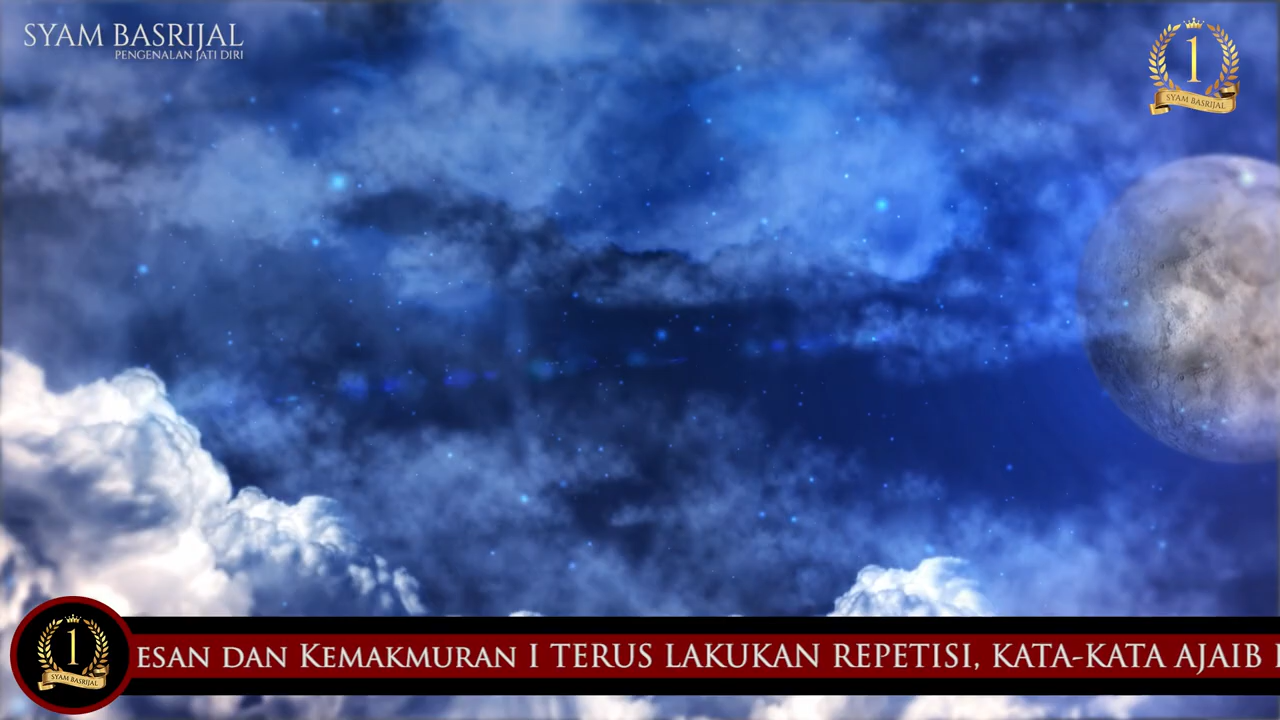 SYAM BASRIJAL
PENGENALAN JATI DIRI
1
SYAM BASRIJAL
1
SYAM BASRIJAL
ESAN DAN KEMAKMURAN I TERUS LAKUKAN REPETISI, KATA-KATA AJAIB